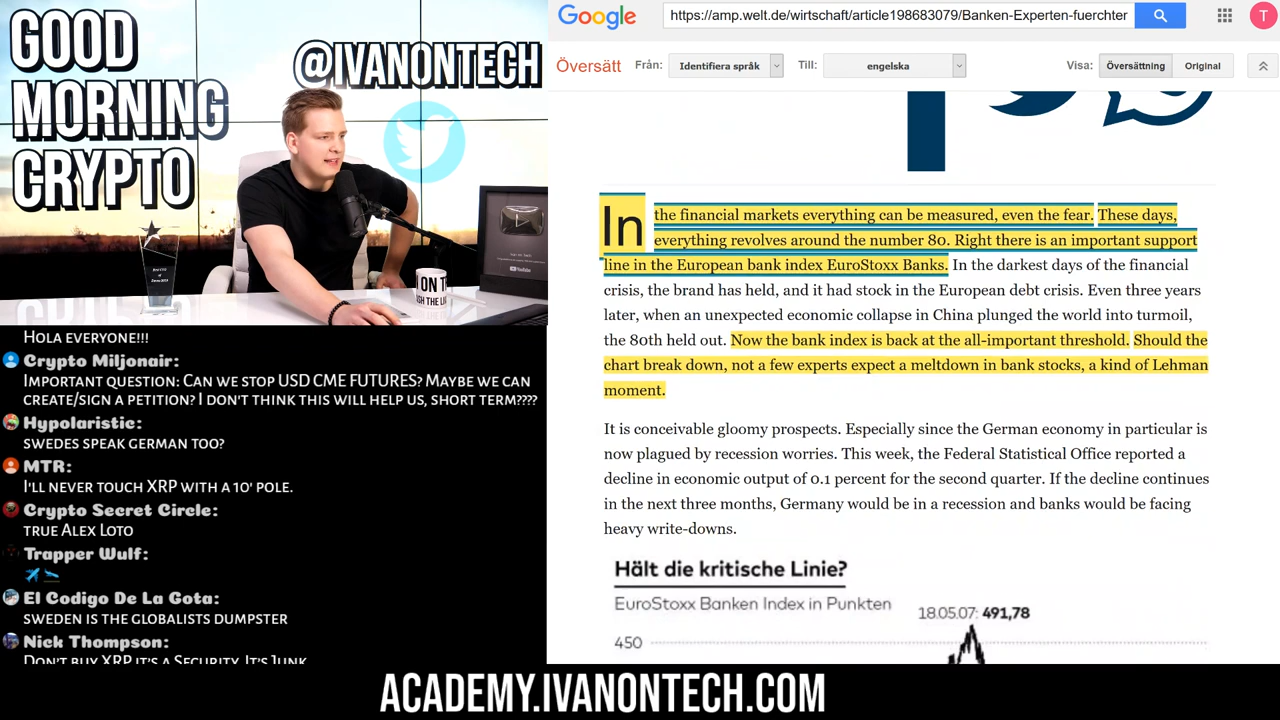 GOOD
MORNING
CRYPTO
@IVANONTECH
HOLA EVERYONE!!!
Crypto Miljonair:
IMPORTANT QUESTION: CAN WE STOP USD CME FUTURES? MAYBE WE CAN
CREATE/SIGN A PETITION? I DON'T THINK THIS WILL HELP US, SHORT TERM????
Hypolaristic:
SWEDES SPEAK GERMAN TOO?
MTR:
I'LL NEVER TOUCH XRP WITH A 10' POLE.
Crypto Secret Circle:
TRUE ALEX LOTO
Trapper Wulf:
El Codigo De La Gota:
SWEDEN IS THE GLOBALISTS DUMPSTER
Nick Thompson:
DON'T BUY XRP IT'S A SECURITY. IT'S JUNK
Google
https://amp.welt.de/wirtschaft/article198683079/Banken-Experten-fuerchter
T
Översätt
Från:
Identifiera språk
Till:
engelska
Visa:
Översättning
Original
In the financial markets everything can be measured, even the fear. These days,
everything revolves around the number 80. Right there is an important support
line in the European bank index EuroStoxx Banks. In the darkest days of the financial
crisis, the brand has held, and it had stock in the European debt crisis. Even three years
later, when an unexpected economic collapse in China plunged the world into turmoil,
the 80th held out. Now the bank index is back at the all-important threshold. Should the
chart break down, not a few experts expect a meltdown in bank stocks, a kind of Lehman
moment.
It is conceivable gloomy prospects. Especially since the German economy in particular is
now plagued by recession worries. This week, the Federal Statistical Office reported a
decline in economic output of 0.1 percent for the second quarter. If the decline continues
in the next three months, Germany would be in a recession and banks would be facing
heavy write-downs.
Hält die kritische Linie?
EuroStoxx Banken Index in Punkten
18.05.07: 491,78
450
ACADEMY.IVANONTECH.COM